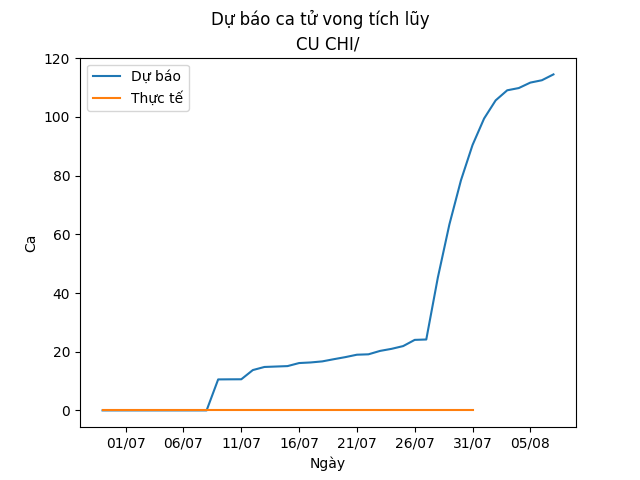 Dự báo ca tử vong tích lũy
CU CHI/
120
100
80
60
40
20
0
Ca
Dự báo
Thực tế
01/07 06/07 11/07 16/07 21/07 26/07 31/07 05/08
Ngày